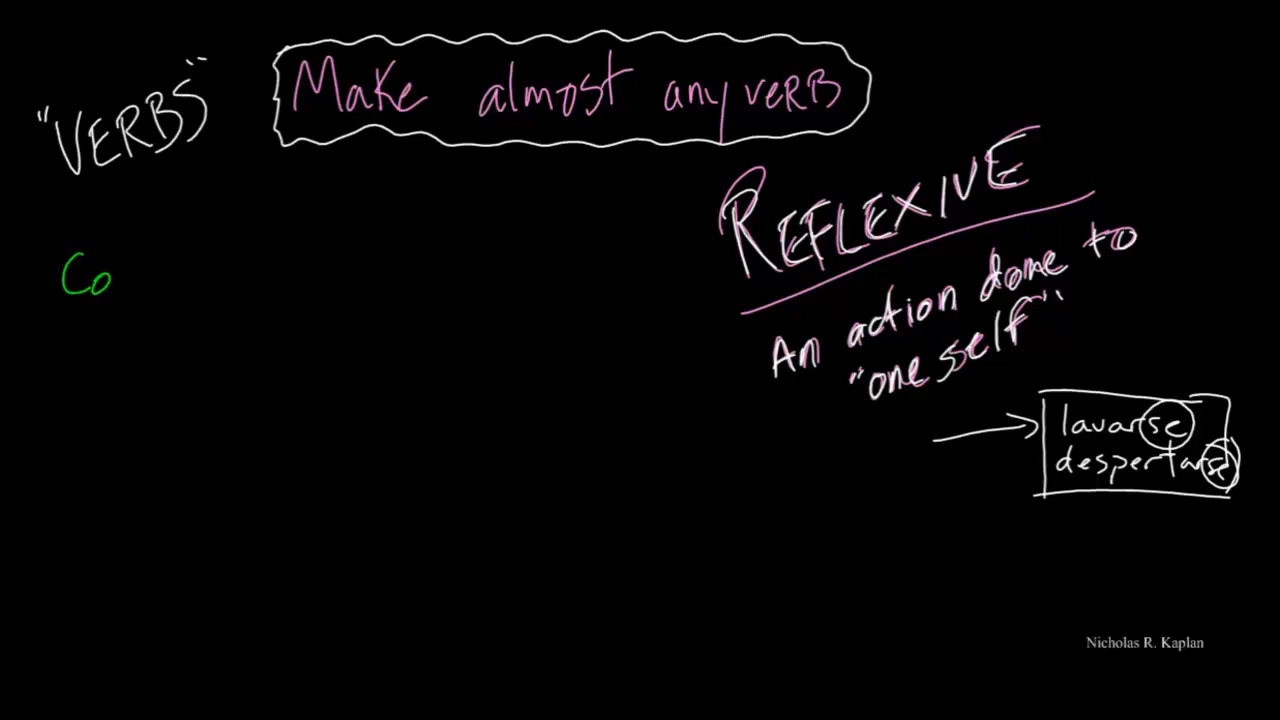 "VERBS"
Make almost any VERB
REFLEXIVE
An action done to
"one self"
Co
lavarse
despertarse
Nicholas R. Kaplan